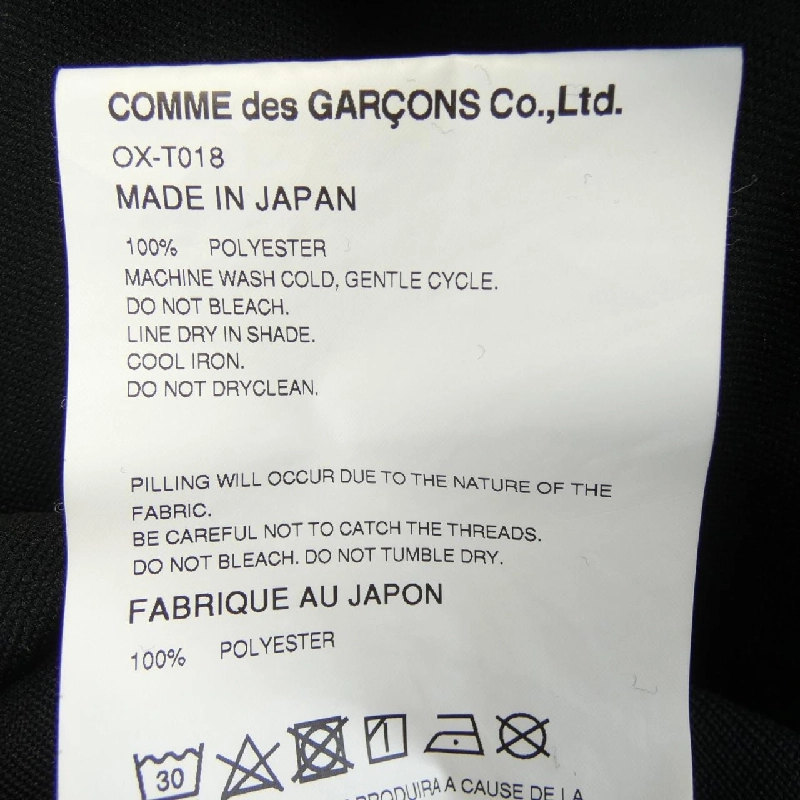 COMME des GARÇONS Co.,Ltd.
OX-T018
MADE IN JAPAN
100% POLYESTER
MACHINE WASH COLD, GENTLE CYCLE.
DO NOT BLEACH.
LINE DRY IN SHADE.
COOL IRON.
DO NOT DRYCLEAN.
PILLING WILL OCCUR DUE TO THE NATURE OF THE
FABRIC.
BE CAREFUL NOT TO CATCH THE THREADS.
DO NOT BLEACH. DO NOT TUMBLE DRY.
FABRIQUE AU JAPON
100% POLYESTER
30
PRODUIRA A CAUSE DE LA